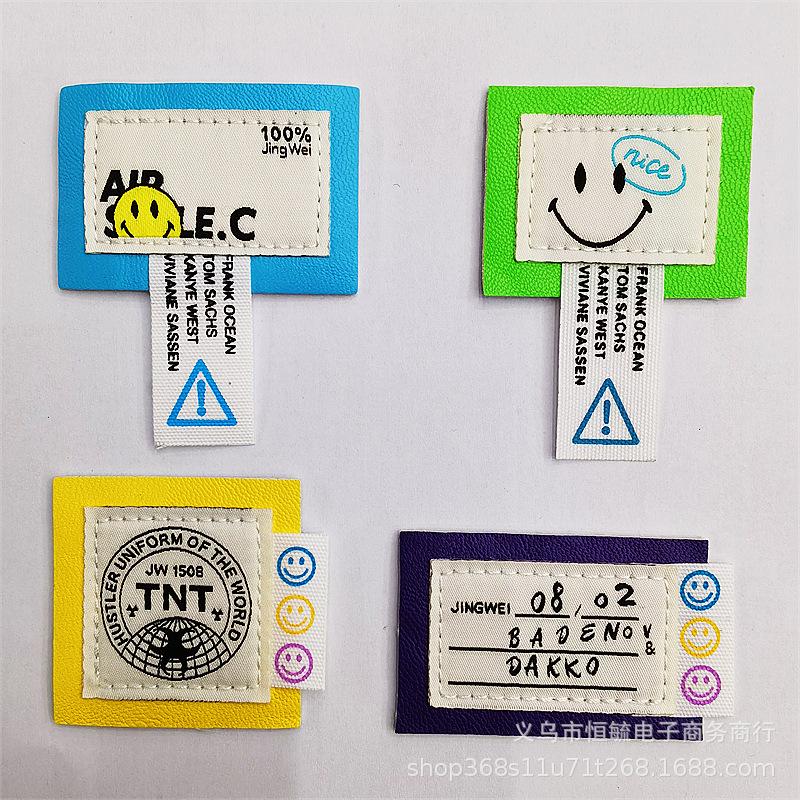 100%
JingWei
AIR
LE.C
FRANK OCEAN
TOM SACHS
KANYE WEST
VIVIANE SASSEN
!
nice
FRANK OCEAN
TOM SACHS
KANYE WEST
VIVIANE SASSEN
!
HUSTLER UNIFORM OF THE WORLD
JW 1508
TNT
JINGWEI 08, 02
BADENOV
&
DAKKO
义乌市恒毓电子商务商行
shop368s11u71t268.1688.com